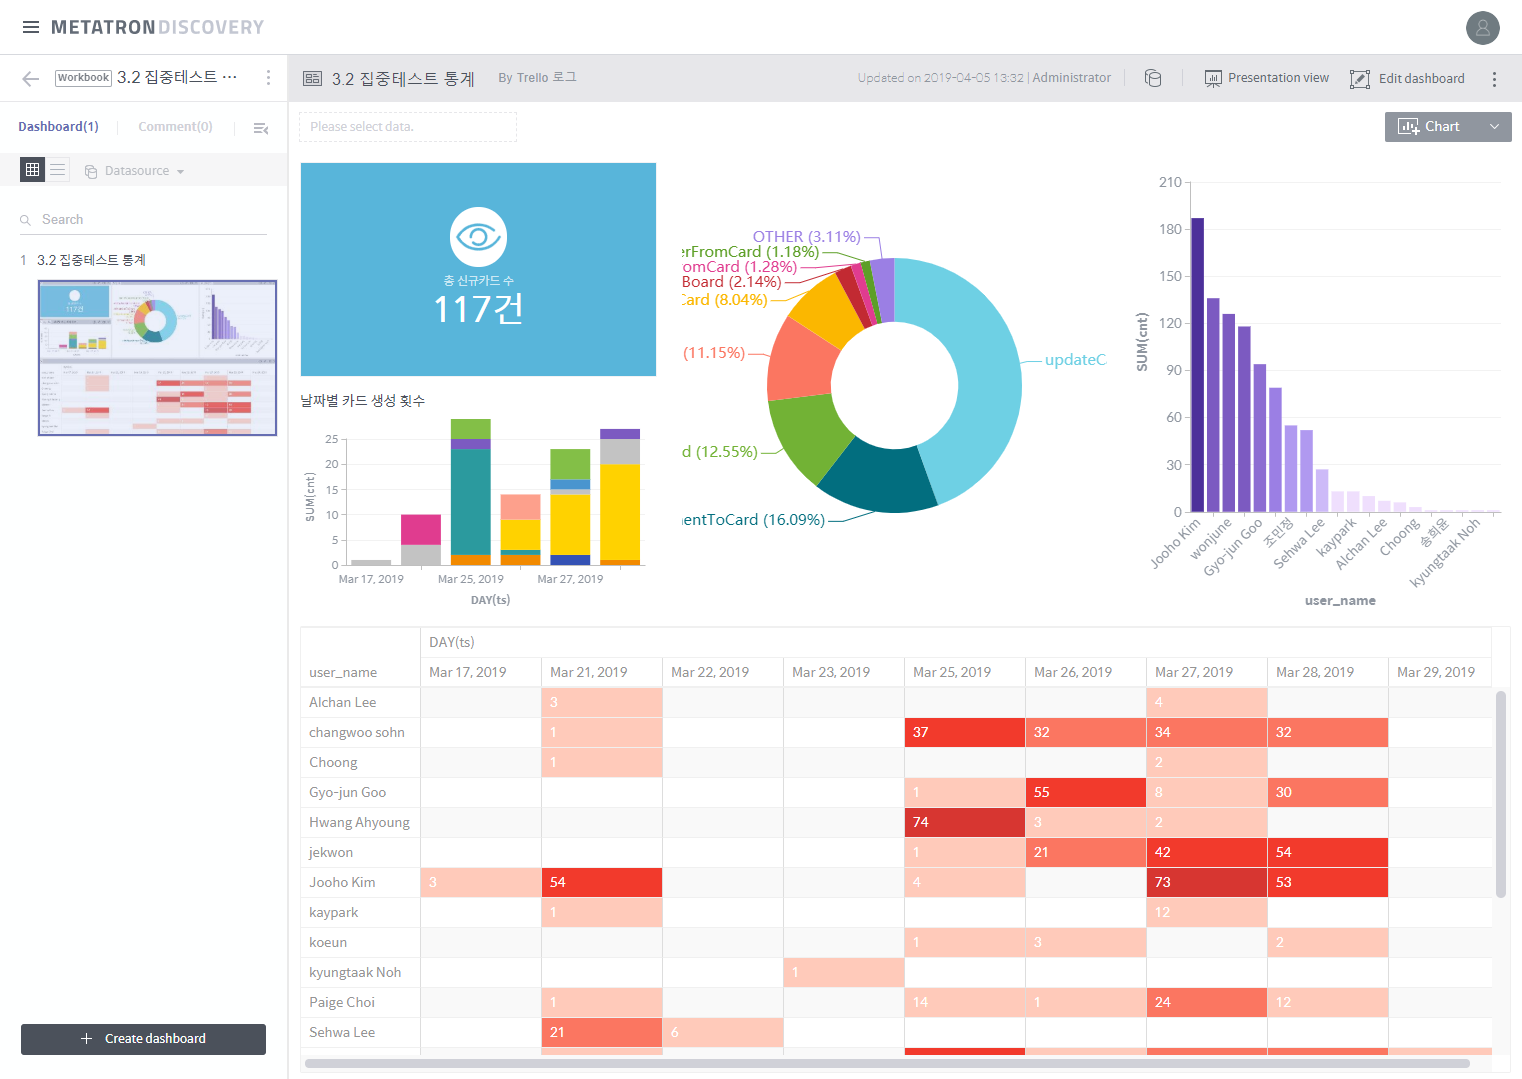 METATRON DISCOVERY
Workbook 3.2 집중테스트 ···
3.2 집중테스트 통계 By Trello 로그
Updated on 2019-04-05 13:32 | Administrator
Presentation view
Edit dashboard
Dashboard(1)
Comment(0)
Datasource
Search
1 3.2 집중테스트 통계
Create dashboard
Please select data.
Chart
총 신규카드 수
117건
날짜별 카드 생성 횟수
25
20
15
10
5
0
SUM(cnt)
Mar 17, 2019 Mar 25, 2019 Mar 27, 2019
DAY(ts)
OTHER (3.11%)
erFromCard (1.18%)
romCard (1.28%)
Board (2.14%)
Card (8.04%)
(11.15%)
d (12.55%)
entToCard (16.09%)
updateC
210
180
150
120
90
60
30
0
SUM(cnt)
Jooho Kim
wonjune
Gyo-jun Goo
조민정
Sehwa Lee
kaypark
Alchan Lee
Choong
송희윤
kyungtaak Noh
user_name
DAY(ts)
user_name Mar 17, 2019 Mar 21, 2019 Mar 22, 2019 Mar 23, 2019 Mar 25, 2019 Mar 26, 2019 Mar 27, 2019 Mar 28, 2019 Mar 29, 2019
Alchan Lee 3 4
changwoo sohn 1 37 32 34 32
Choong 1 2
Gyo-jun Goo 1 55 8 30
Hwang Ahyoung 74 3 2
jekwon 1 21 42 54
Jooho Kim 3 54 4 73 53
kaypark 1 12
koeun 1 3 2
kyungtaak Noh 1
Paige Choi 1 14 1 24 12
Sehwa Lee 21 6